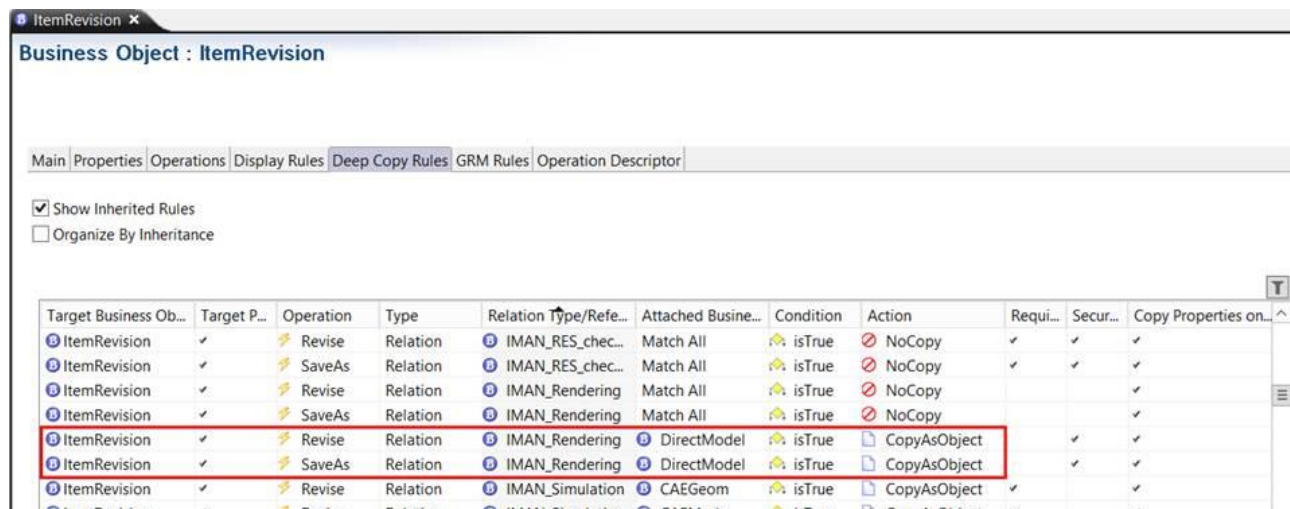 ItemRevision
Business Object : ItemRevision
Main Properties Operations Display Rules Deep Copy Rules GRM Rules Operation Descriptor
Show Inherited Rules
Organize By Inheritance
Target Business Ob... Target P... Operation Type Relation Type/Refe... Attached Busine... Condition Action Requi... Secur... Copy Properties on...
ItemRevision ✓ Revise Relation IMAN_RES_chec... Match All isTrue NoCopy ✓ ✓ ✓
ItemRevision ✓ SaveAs Relation IMAN_RES_chec... Match All isTrue NoCopy ✓ ✓ ✓
ItemRevision ✓ Revise Relation IMAN_Rendering Match All isTrue NoCopy ✓
ItemRevision ✓ SaveAs Relation IMAN_Rendering Match All isTrue NoCopy ✓
ItemRevision ✓ Revise Relation IMAN_Rendering DirectModel isTrue CopyAsObject ✓ ✓
ItemRevision ✓ SaveAs Relation IMAN_Rendering DirectModel isTrue CopyAsObject ✓ ✓
ItemRevision ✓ Revise Relation IMAN_Simulation CAEGeom isTrue CopyAsObject ✓ ✓